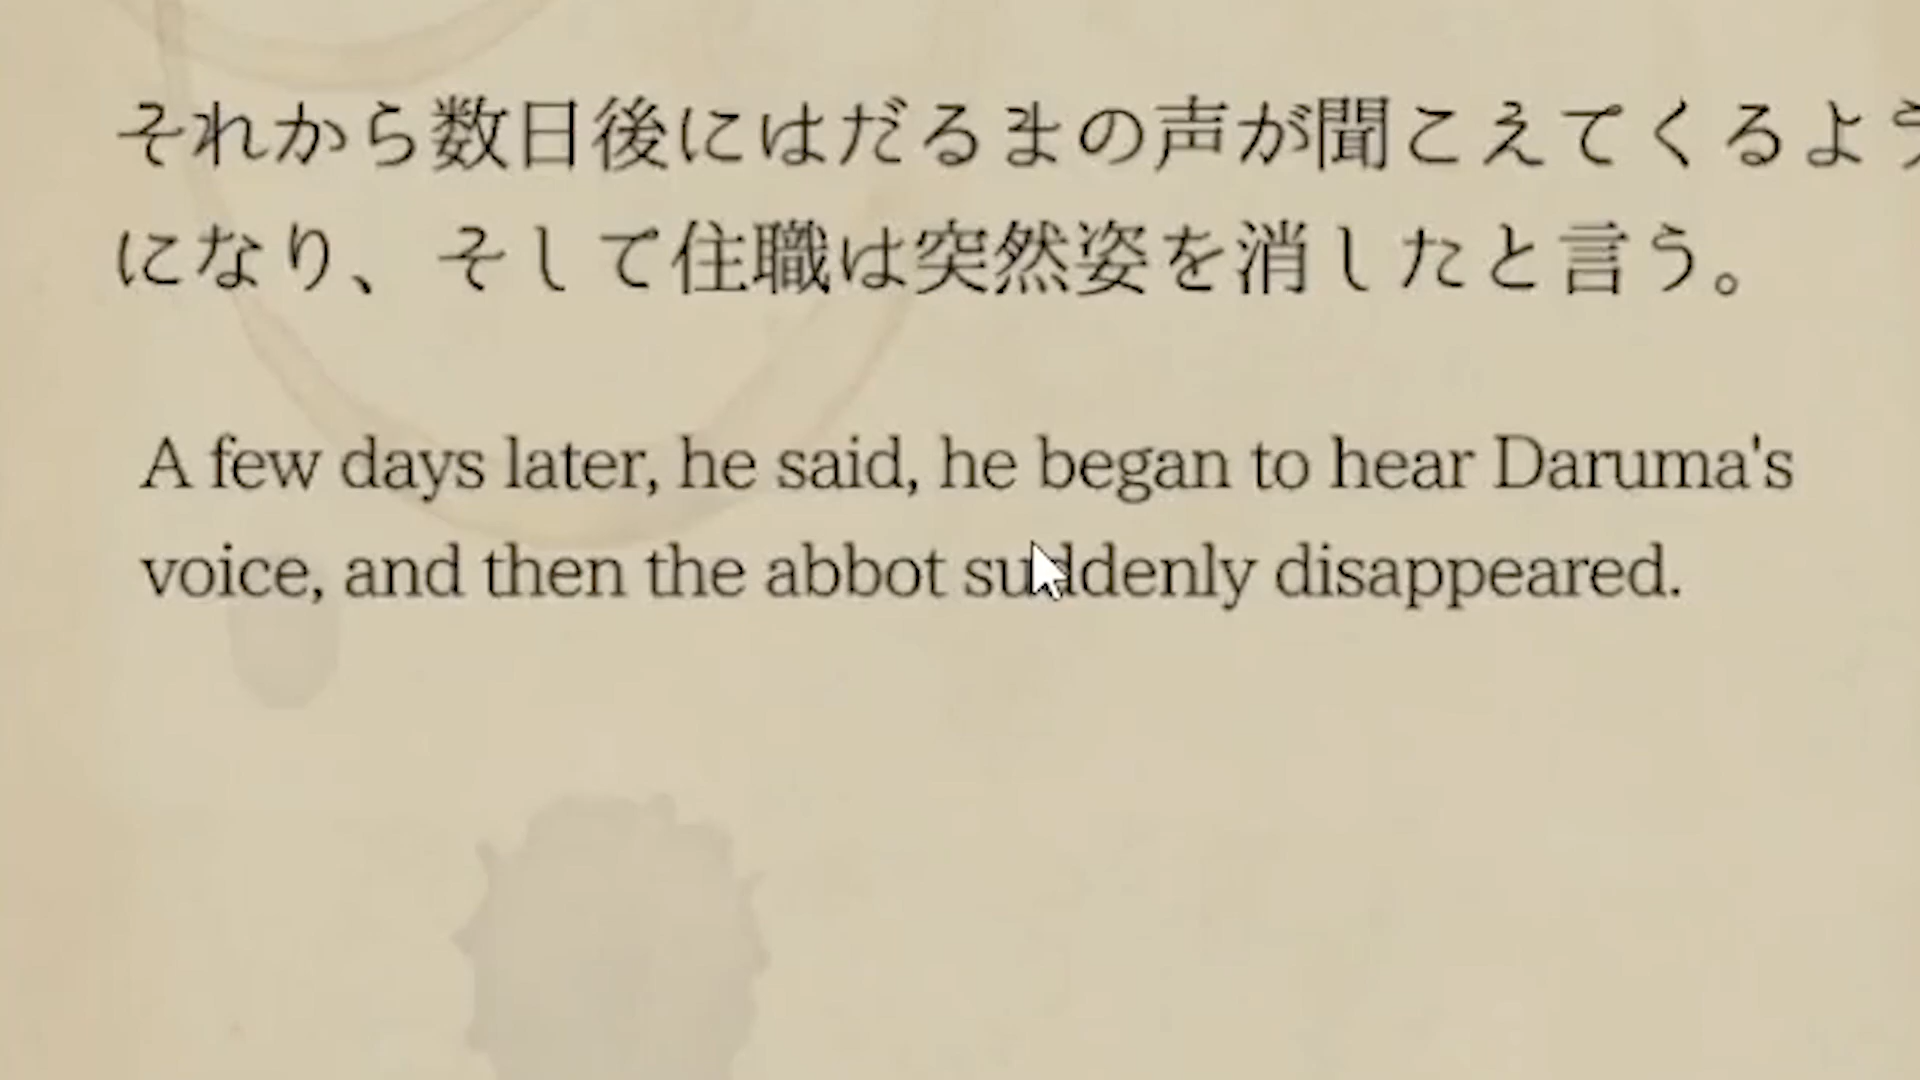 それから数日後にはだるまの声が聞こえてくるよう
になり、そして住職は突然姿を消したと言う。
A few days later, he said, he began to hear Daruma's
voice, and then the abbot suddenly disappeared.